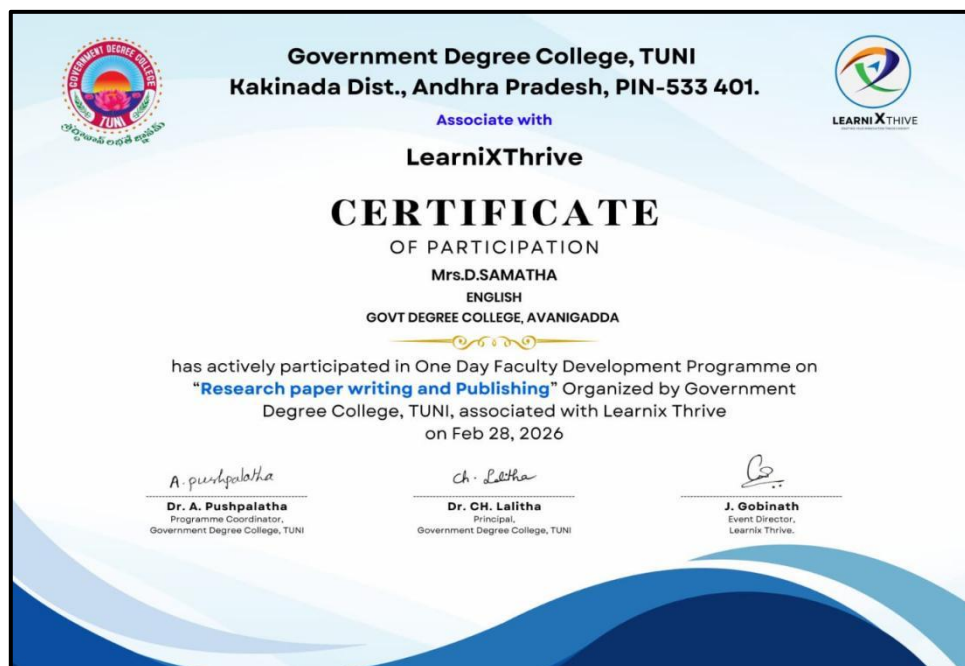 GOVERNMENT DEGREE COLLEGE
TUNI
Government Degree College, TUNI
Kakinada Dist., Andhra Pradesh, PIN-533 401.
Associate with
LearniXThrive
LEARNI X THRIVE
CERTIFICATE
OF PARTICIPATION
Mrs.D.SAMATHA
ENGLISH
GOVT DEGREE COLLEGE, AVANIGADDA
has actively participated in One Day Faculty Development Programme on
“Research paper writing and Publishing” Organized by Government
Degree College, TUNI, associated with Learnix Thrive
on Feb 28, 2026
A. pushpalatha
Ch. Lalitha
Dr. A. Pushpalatha
Programme Coordinator,
Government Degree College, TUNI
Dr. CH. Lalitha
Principal,
Government Degree College, TUNI
J. Gobinath
Event Director,
Learnix Thrive.